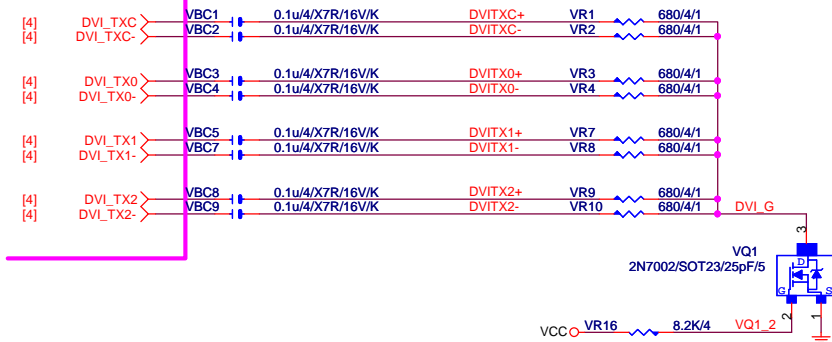 [4] DVI_TXC VBC1 0.1u/4/X7R/16V/K DVITXC+ VR1 680/4/1
[4] DVI_TXC- VBC2 0.1u/4/X7R/16V/K DVITXC- VR2 680/4/1
[4] DVI_TX0 VBC3 0.1u/4/X7R/16V/K DVITX0+ VR3 680/4/1
[4] DVI_TX0- VBC4 0.1u/4/X7R/16V/K DVITX0- VR4 680/4/1
[4] DVI_TX1 VBC5 0.1u/4/X7R/16V/K DVITX1+ VR7 680/4/1
[4] DVI_TX1- VBC7 0.1u/4/X7R/16V/K DVITX1- VR8 680/4/1
[4] DVI_TX2 VBC8 0.1u/4/X7R/16V/K DVITX2+ VR9 680/4/1
[4] DVI_TX2- VBC9 0.1u/4/X7R/16V/K DVITX2- VR10 680/4/1 DVI_G
3
VQ1
2N7002/SOT23/25pF/5
D
G S
2 1
VCC VR16 8.2K/4 VQ1_2